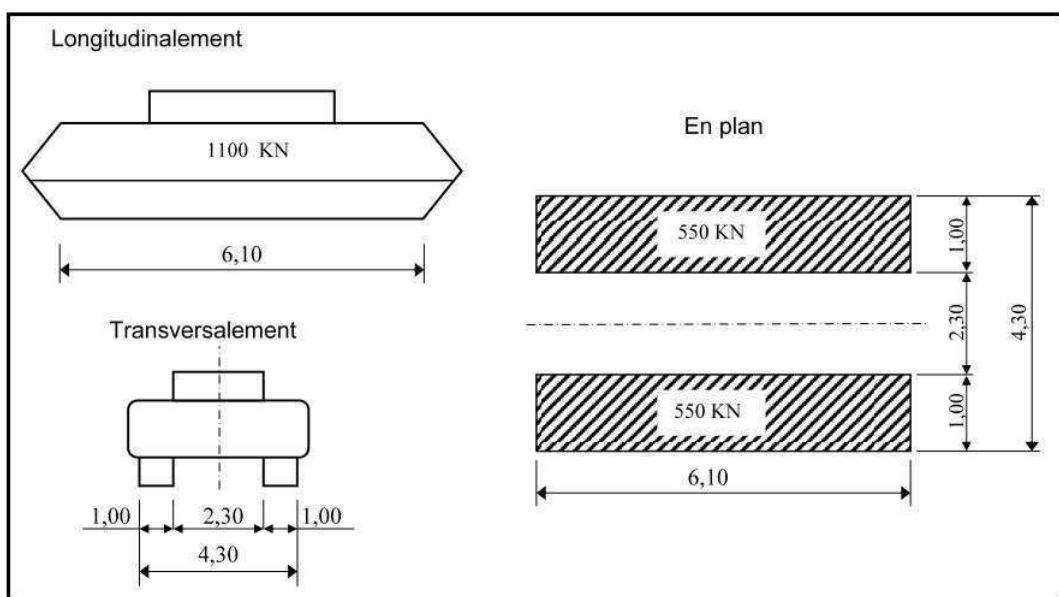 Longitudinalement
1100 KN
6,10
Transversalement
1,00 2,30 1,00
4,30
En plan
550 KN
1,00
2,30
4,30
550 KN
1,00
6,10